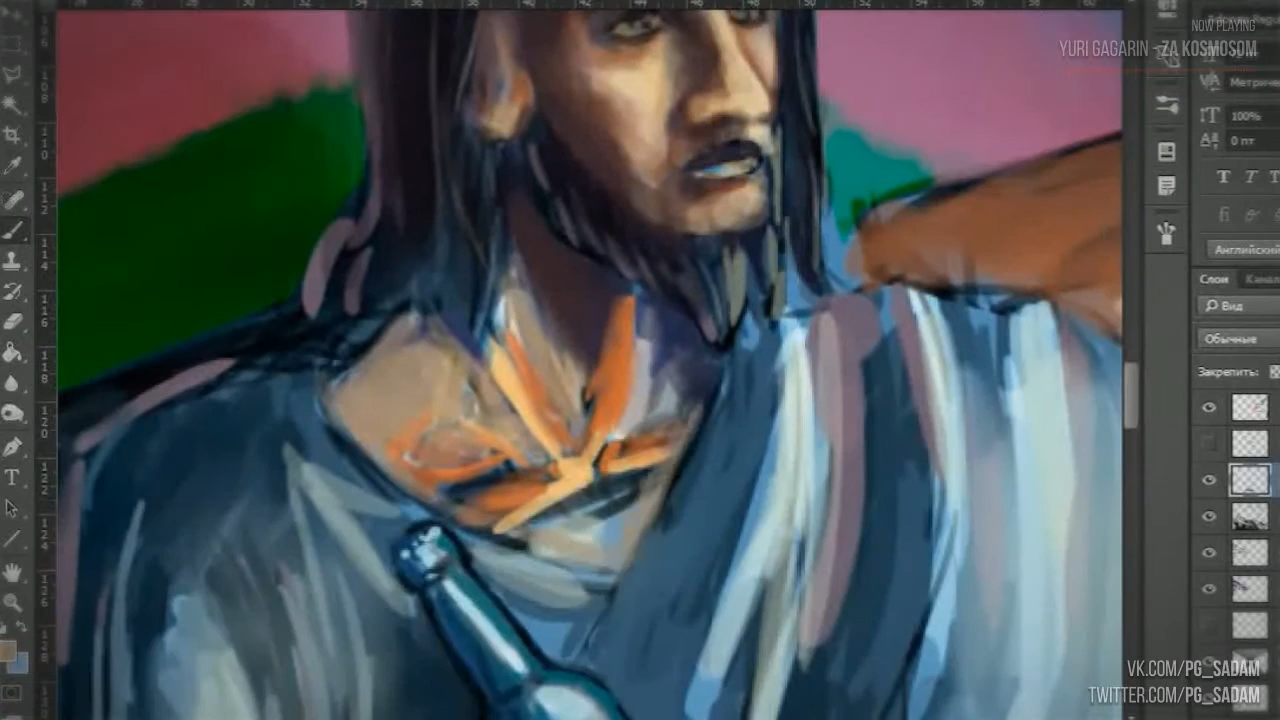 NOW PLAYING
YURI GAGARIN - ZA KOSMOSOM
Метриче
100%
0 пт
T T T
Английский
Слои Канал
Вид
Обычные
Закрепить:
VK.COM/PG_SADAM
TWITTER.COM/PG_SADAM